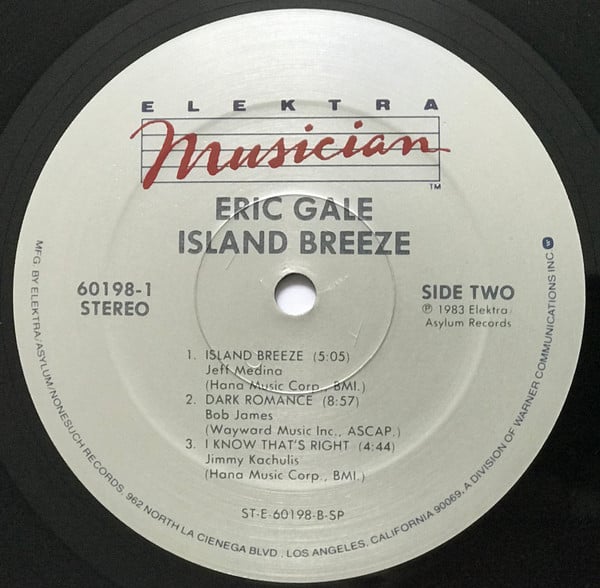 ELEKTRA
Musician™
ERIC GALE
ISLAND BREEZE
60198-1
STEREO
SIDE TWO
℗ 1983 Elektra
Asylum Records
1. ISLAND BREEZE (5:05)
Jeff Medina
(Hana Music Corp., BMI.)
2. DARK ROMANCE (8:57)
Bob James
(Wayward Music Inc., ASCAP.)
3. I KNOW THAT'S RIGHT (4:44)
Jimmy Kachulis
(Hana Music Corp., BMI.)
ST-E-60198-B-SP
MFG. BY ELEKTRA/ASYLUM/NONESUCH RECORDS, 962 NORTH LA CIENEGA BLVD., LOS ANGELES, CALIFORNIA 90069, A DIVISION OF WARNER COMMUNICATIONS INC